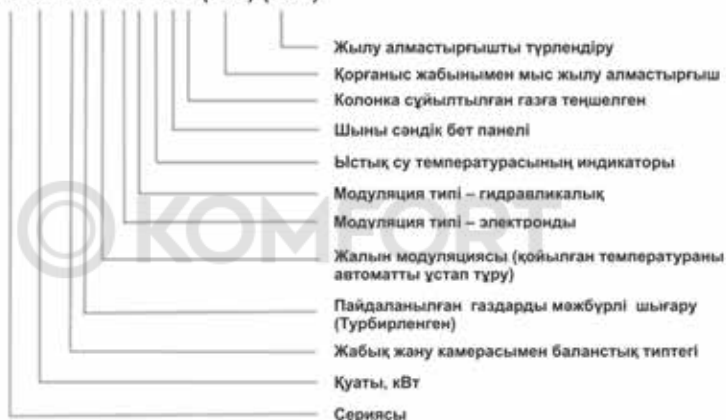 Жылу алмастырғышты түрлендіру
Қорғаныс жабынымен мыс жылу алмастырғыш
Колонка сұйылтылған газға теңшелген
Шыны сәндік бет панелі
Ыстық су температурасының индикаторы
Модуляция типі – гидравликалық
Модуляция типі – электронды
KOMFORT
Жалын модуляциясы (қойылған температураны
автоматты ұстап тұру)
Пайдаланылған газдарды мәжбүрлі шығару
(Турбирленген)
Жабық жану камерасымен баланстық типтегі
Қуаты, кВт
Сериясы